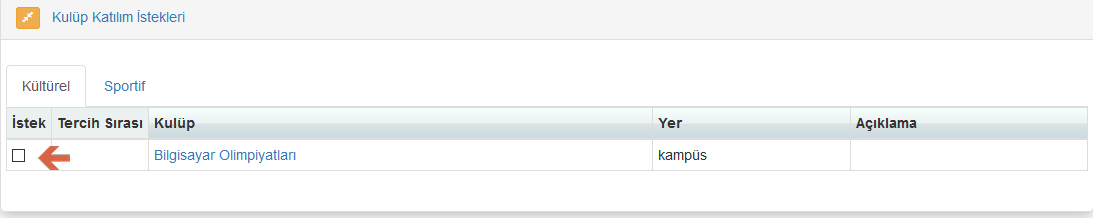 Kulüp Katılım İstekleri
Kültürel Sportif
İstek Tercih Sırası Kulüp Yer Açıklama
Bilgisayar Olimpiyatları kampüs